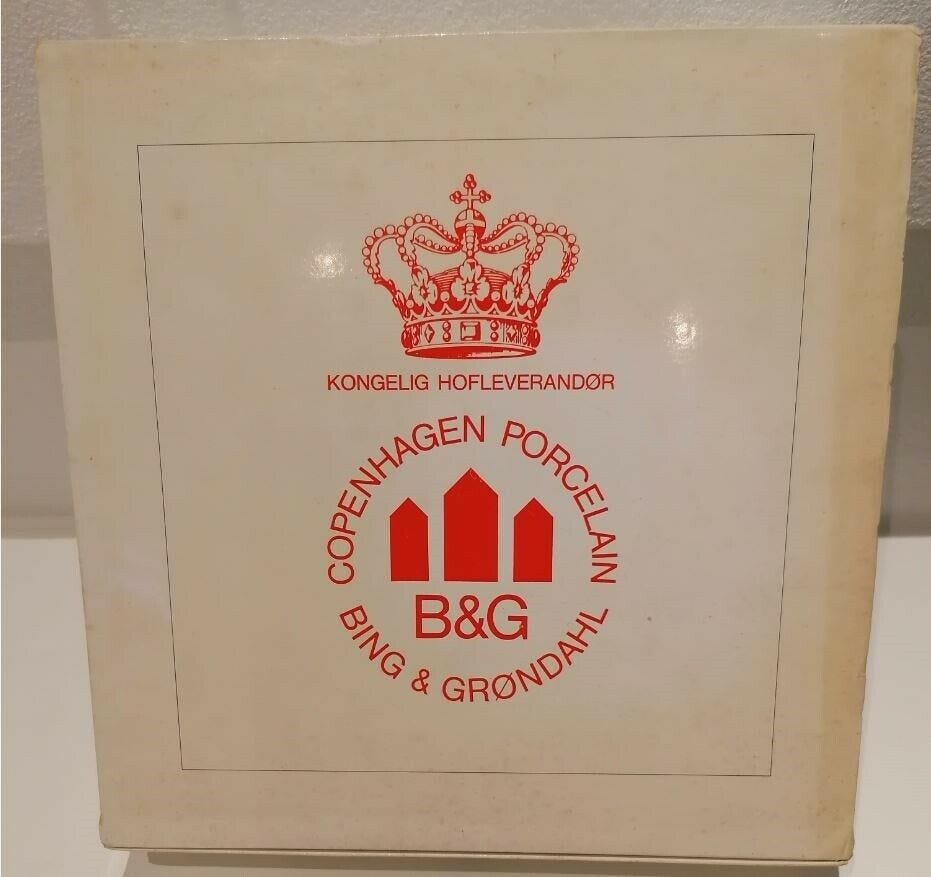 KONGELIG HOFLEVERANDØR
COPENHAGEN PORCELAIN
B&G
BING & GRØNDAHL